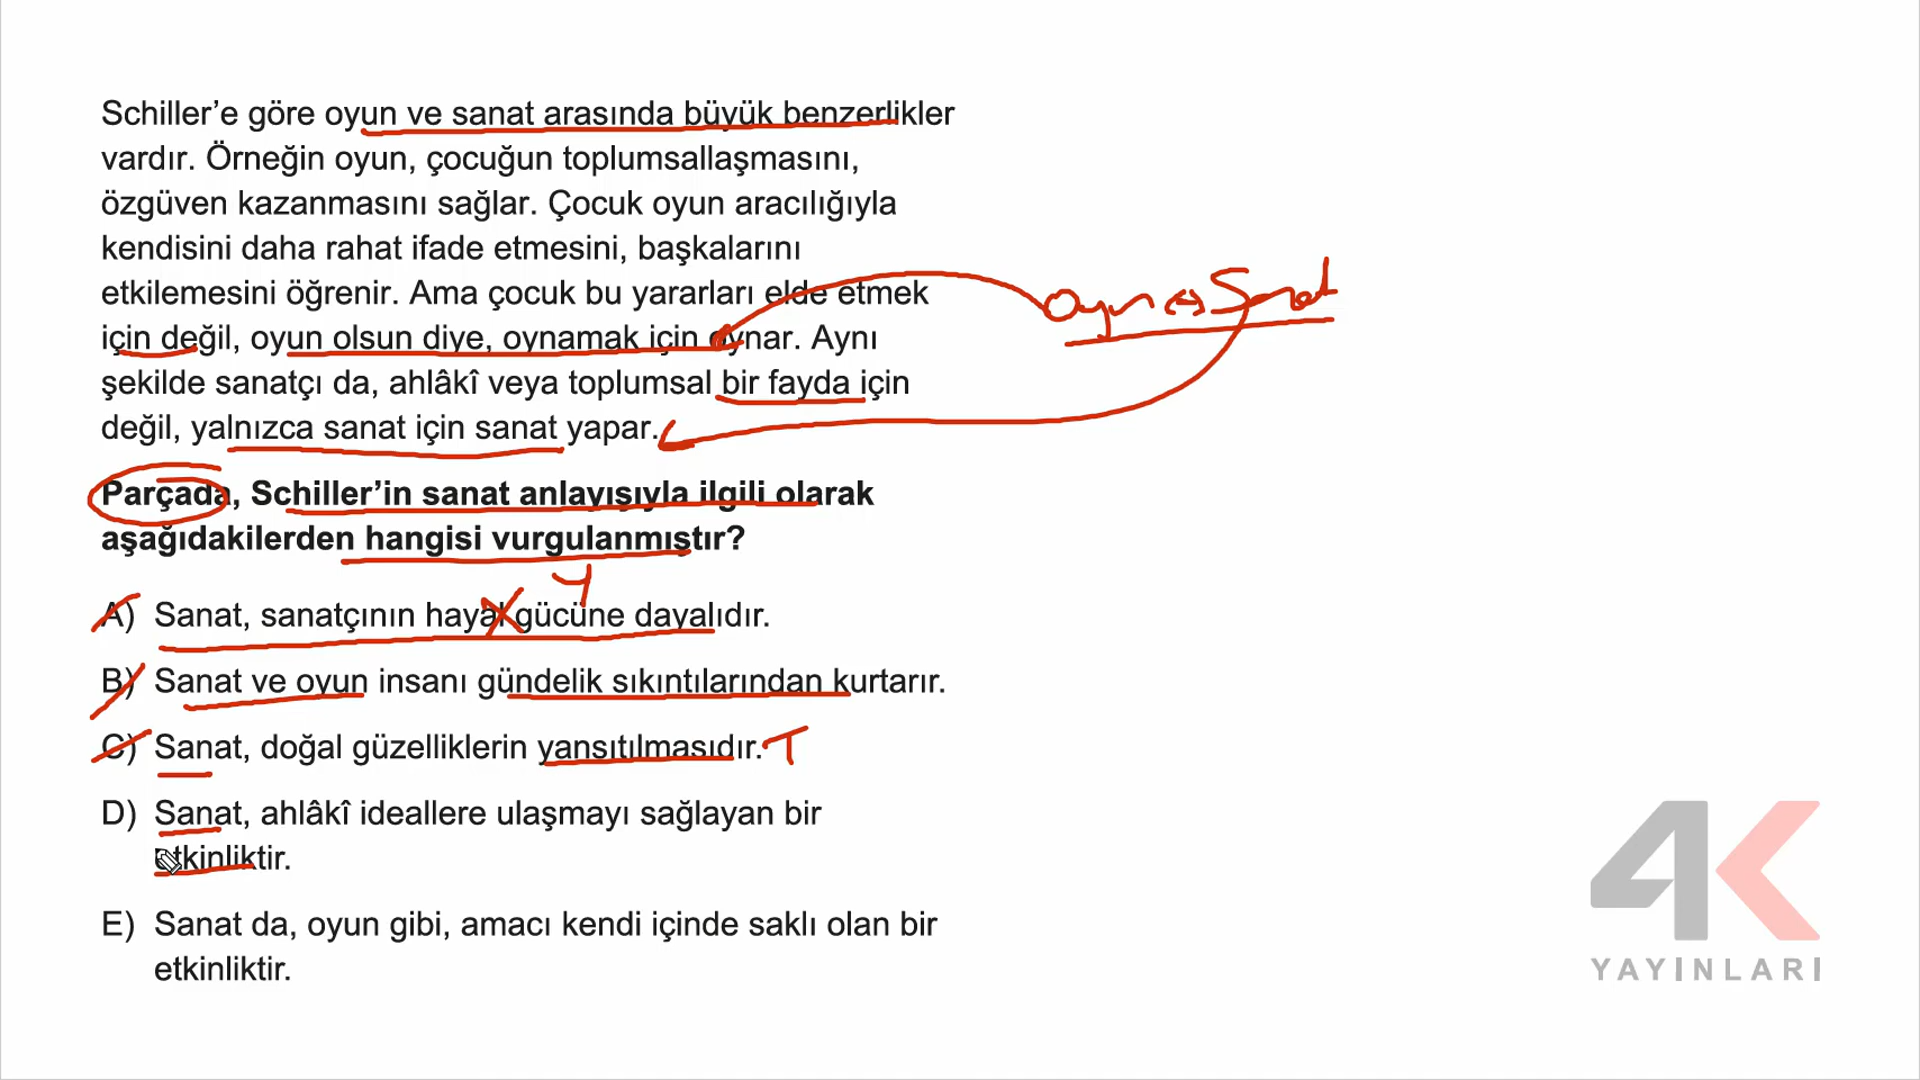 Schiller’e göre oyun ve sanat arasında büyük benzerlikler
vardır. Örneğin oyun, çocuğun toplumsallaşmasını,
özgüven kazanmasını sağlar. Çocuk oyun aracılığıyla
kendisini daha rahat ifade etmesini, başkalarını
etkilemesini öğrenir. Ama çocuk bu yararları elde etmek
için değil, oyun olsun diye, oynamak için oynar. Aynı
şekilde sanatçı da, ahlâkî veya toplumsal bir fayda için
değil, yalnızca sanat için sanat yapar.
Oyun ↔ Sanat
Parçada, Schiller’in sanat anlayışıyla ilgili olarak
aşağıdakilerden hangisi vurgulanmıştır?
Y
A) Sanat, sanatçının hayal gücüne dayalıdır.
B) Sanat ve oyun insanı gündelik sıkıntılarından kurtarır.
C) Sanat, doğal güzelliklerin yansıtılmasıdır. T
D) Sanat, ahlâkî ideallere ulaşmayı sağlayan bir
etkinliktir.
E) Sanat da, oyun gibi, amacı kendi içinde saklı olan bir
etkinliktir.
4K
YAYINLARI